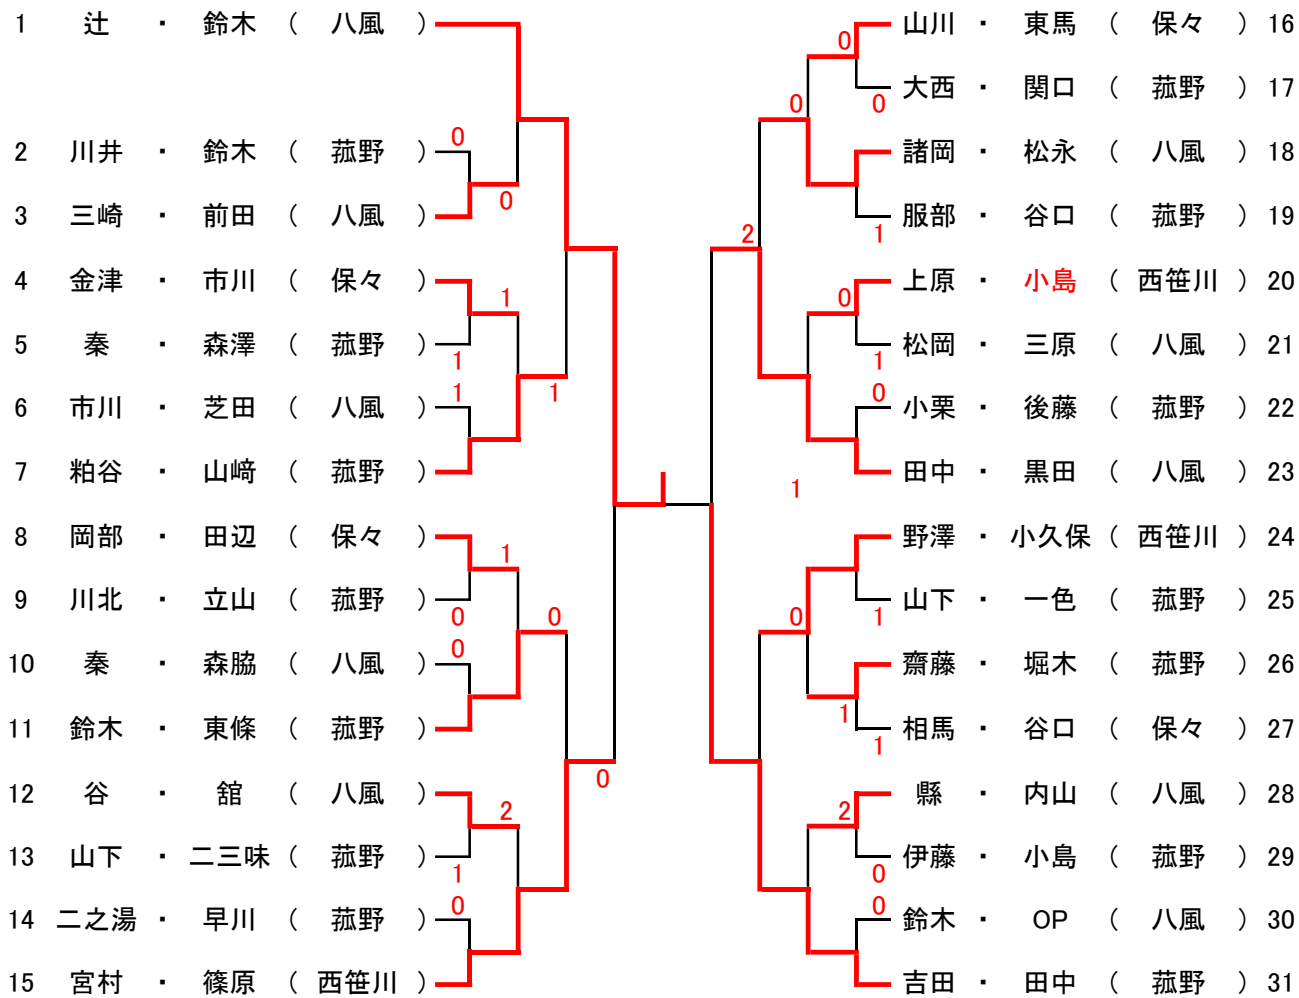 1 辻 ・ 鈴木 ( 八風 )
2 川井 ・ 鈴木 ( 菰野 ) 0
0
3 三崎 ・ 前田 ( 八風 )
4 金津 ・ 市川 ( 保々 )
1
5 秦 ・ 森澤 ( 菰野 ) 1
6 市川 ・ 芝田 ( 八風 ) 1
1
7 粕谷 ・ 山﨑 ( 菰野 )
8 岡部 ・ 田辺 ( 保々 )
1
9 川北 ・ 立山 ( 菰野 ) 0
0
10 秦 ・ 森脇 ( 八風 ) 0
11 鈴木 ・ 東條 ( 菰野 )
0
12 谷 ・ 舘 ( 八風 )
2
13 山下 ・ 二三味 ( 菰野 ) 1
14 二之湯 ・ 早川 ( 菰野 ) 0
15 宮村 ・ 篠原 ( 西笹川 )
山川 ・ 東馬 ( 保々 ) 16
0
0 大西 ・ 関口 ( 菰野 ) 17
0
諸岡 ・ 松永 ( 八風 ) 18
1 服部 ・ 谷口 ( 菰野 ) 19
2
上原 ・ 小島 ( 西笹川 ) 20
0
1 松岡 ・ 三原 ( 八風 ) 21
0 小栗 ・ 後藤 ( 菰野 ) 22
田中 ・ 黒田 ( 八風 ) 23
1
野澤 ・ 小久保 ( 西笹川 ) 24
1 山下 ・ 一色 ( 菰野 ) 25
0
齋藤 ・ 堀木 ( 菰野 ) 26
1
1 相馬 ・ 谷口 ( 保々 ) 27
縣 ・ 内山 ( 八風 ) 28
2
0 伊藤 ・ 小島 ( 菰野 ) 29
0 鈴木 ・ OP ( 八風 ) 30
吉田 ・ 田中 ( 菰野 ) 31